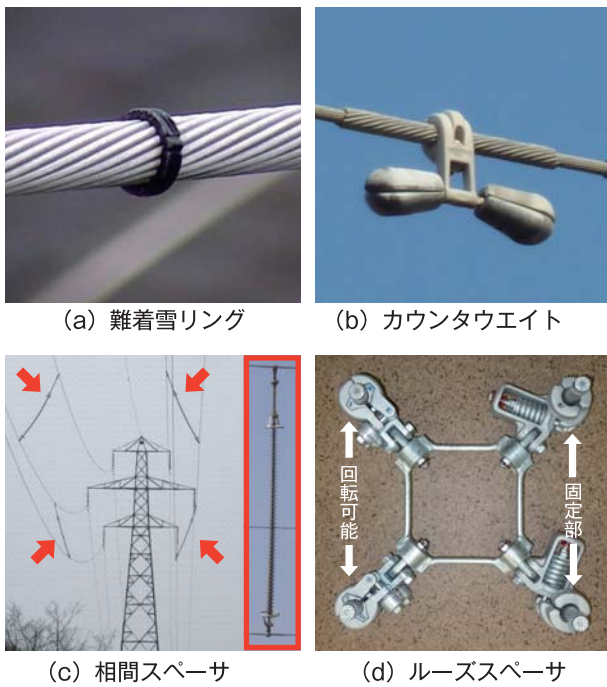 (a) 難着雪リング
(b) カウンタウエイト
回転可能
固定部
(c) 相間スペーサ
(d) ルーズスペーサ